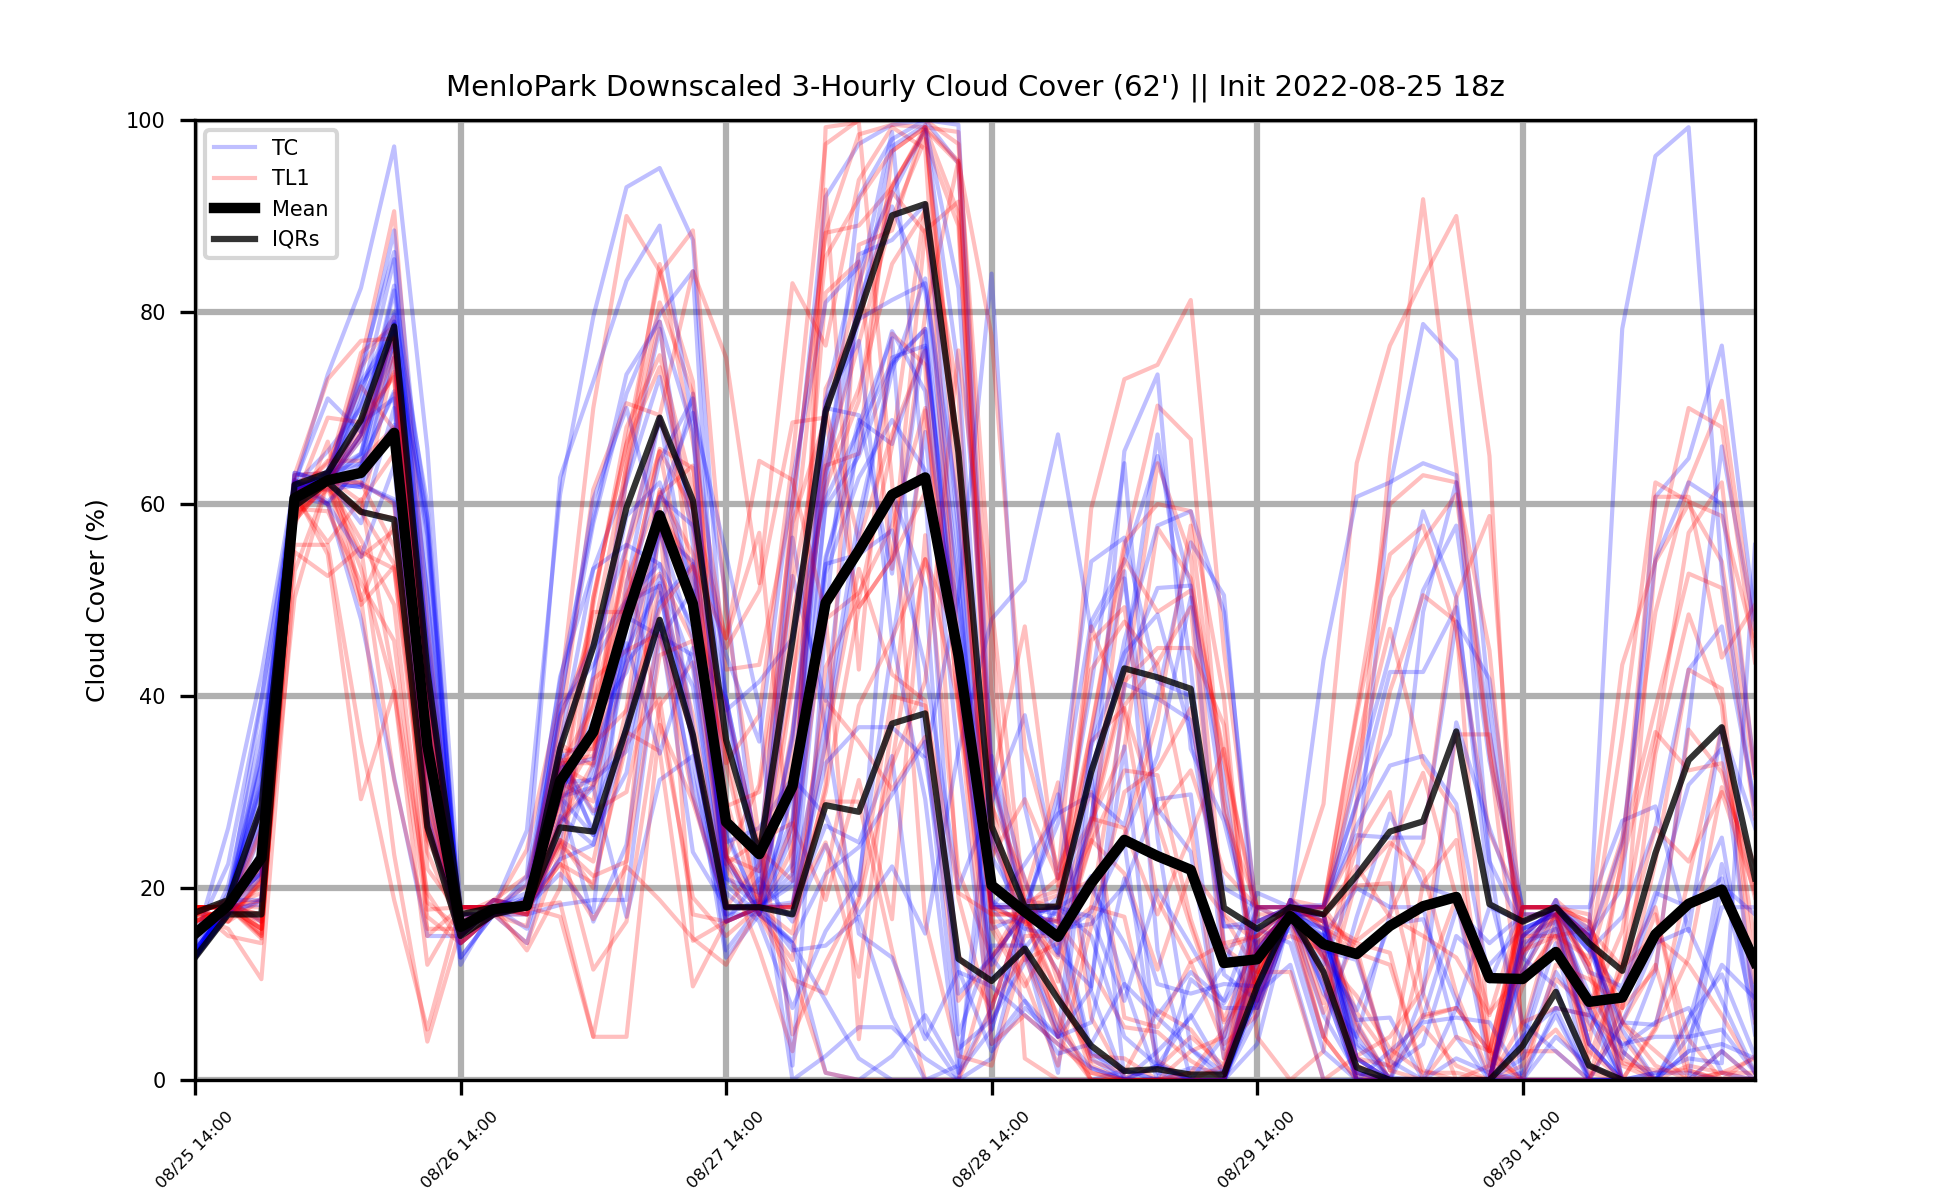 MenloPark Downscaled 3-Hourly Cloud Cover (62') || Init 2022-08-25 18z
100
80
60
40
20
0
Cloud Cover (%)
TC
TL1
Mean
IQRs
08/25 14:00
08/26 14:00
08/27 14:00
08/28 14:00
08/29 14:00
08/30 14:00